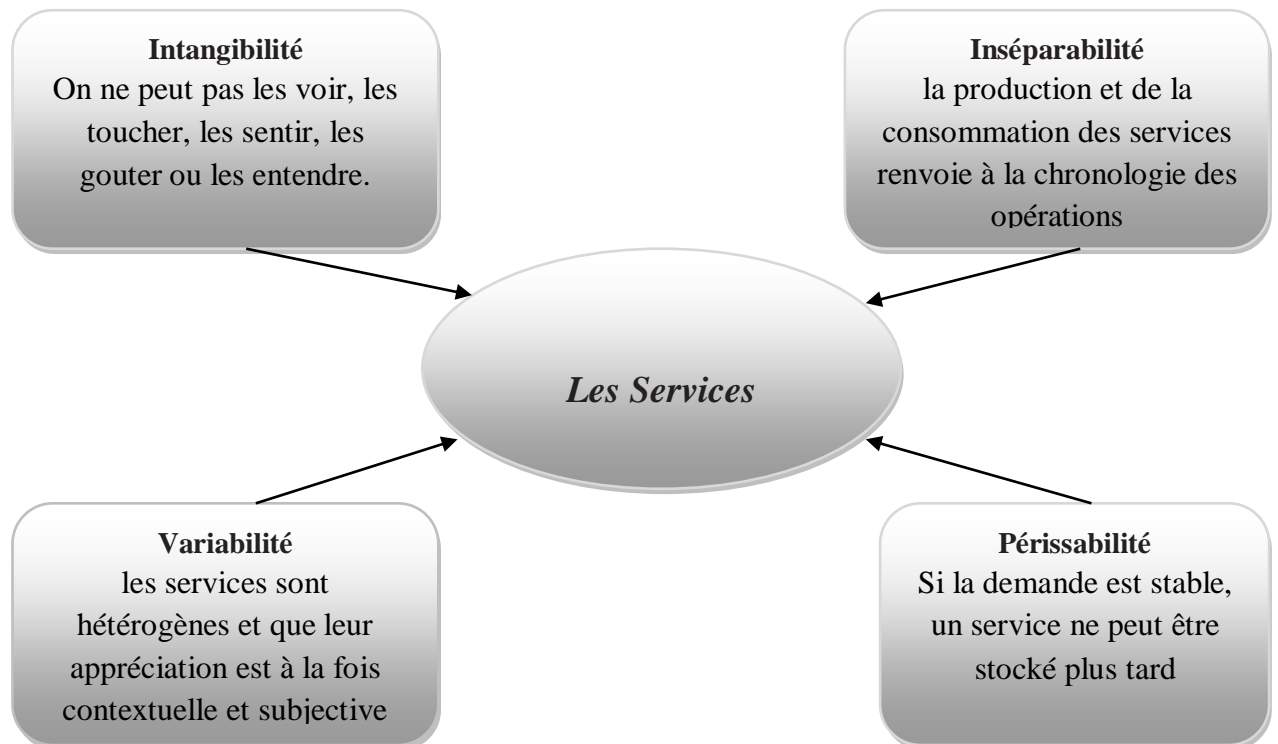 Intangibilité
On ne peut pas les voir, les
toucher, les sentir, les
gouter ou les entendre.
Inséparabilité
la production et de la
consommation des services
renvoie à la chronologie des
opérations
Les Services
Variabilité
les services sont
hétérogènes et que leur
appréciation est à la fois
contextuelle et subjective
Périssabilité
Si la demande est stable,
un service ne peut être
stocké plus tard